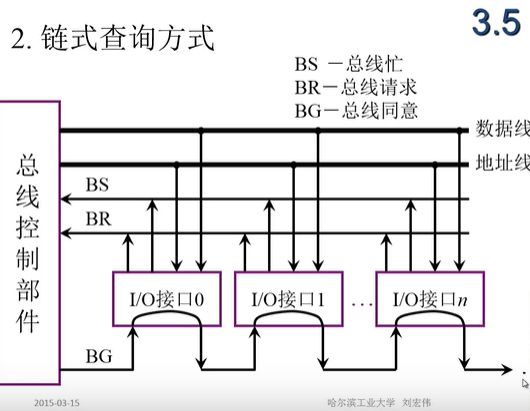 3.5
2. 链式查询方式
BS －总线忙
BR－总线请求
BG－总线同意
数据线
地址线
总线控制部件
BS
BR
I/O接口0
I/O接口1
…
I/O接口n
BG
2015-03-15
哈尔滨工业大学 刘宏伟